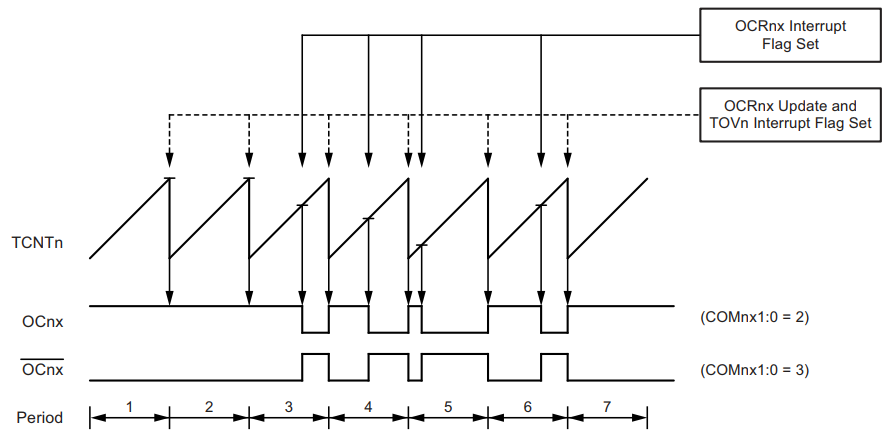 OCRnx Interrupt
Flag Set
OCRnx Update and
TOVn Interrupt Flag Set
TCNTn
OCnx
(COMnx1:0 = 2)
OCnx
(COMnx1:0 = 3)
Period
1 2 3 4 5 6 7